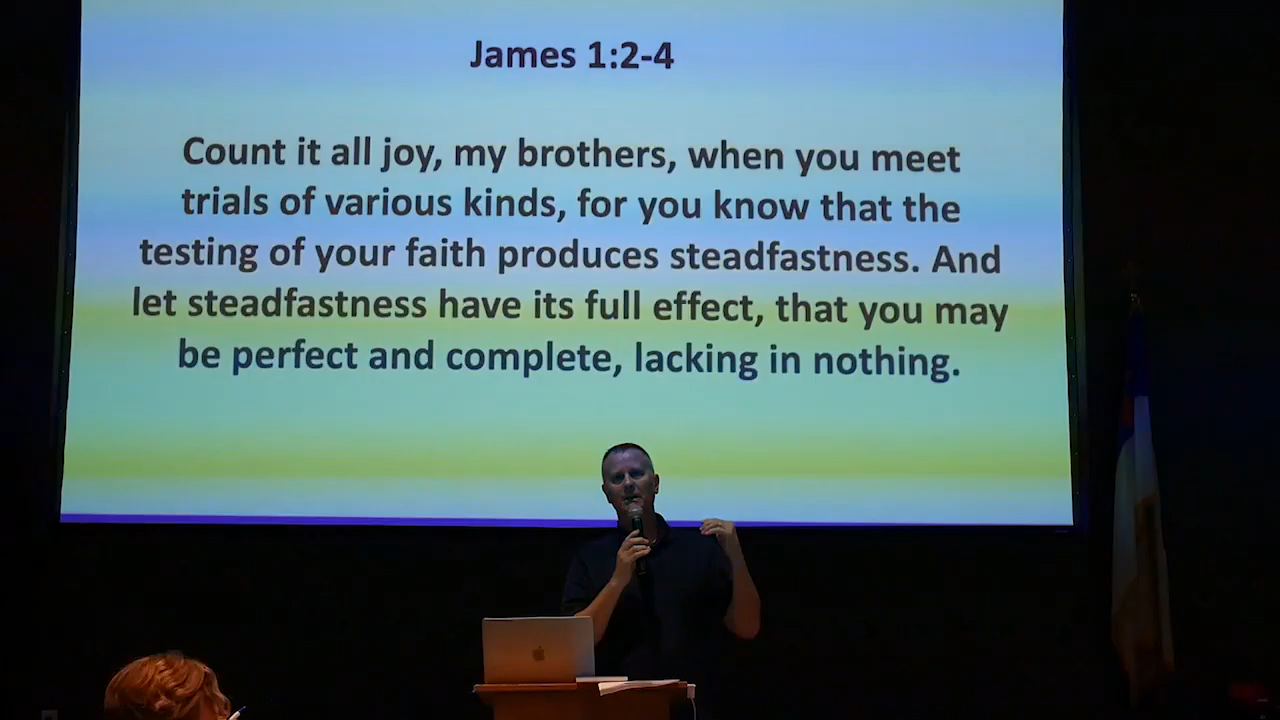 James 1:2-4
Count it all joy, my brothers, when you meet
trials of various kinds, for you know that the
testing of your faith produces steadfastness. And
let steadfastness have its full effect, that you may
be perfect and complete, lacking in nothing.